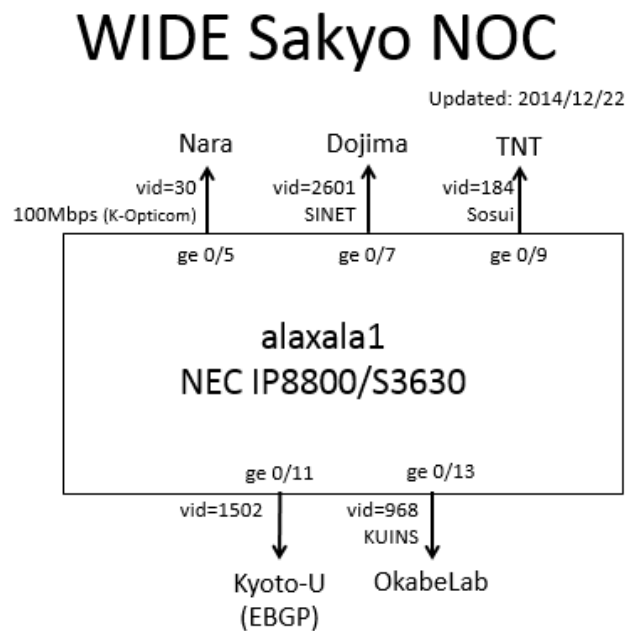 WIDE Sakyo NOC
Updated: 2014/12/22
Nara
Dojima
TNT
vid=30
vid=2601
vid=184
100Mbps (K-Opticom)
SINET
Sosui
ge 0/5
ge 0/7
ge 0/9
alaxala1
NEC IP8800/S3630
ge 0/11
ge 0/13
vid=1502
vid=968
KUINS
Kyoto-U
(EBGP)
OkabeLab